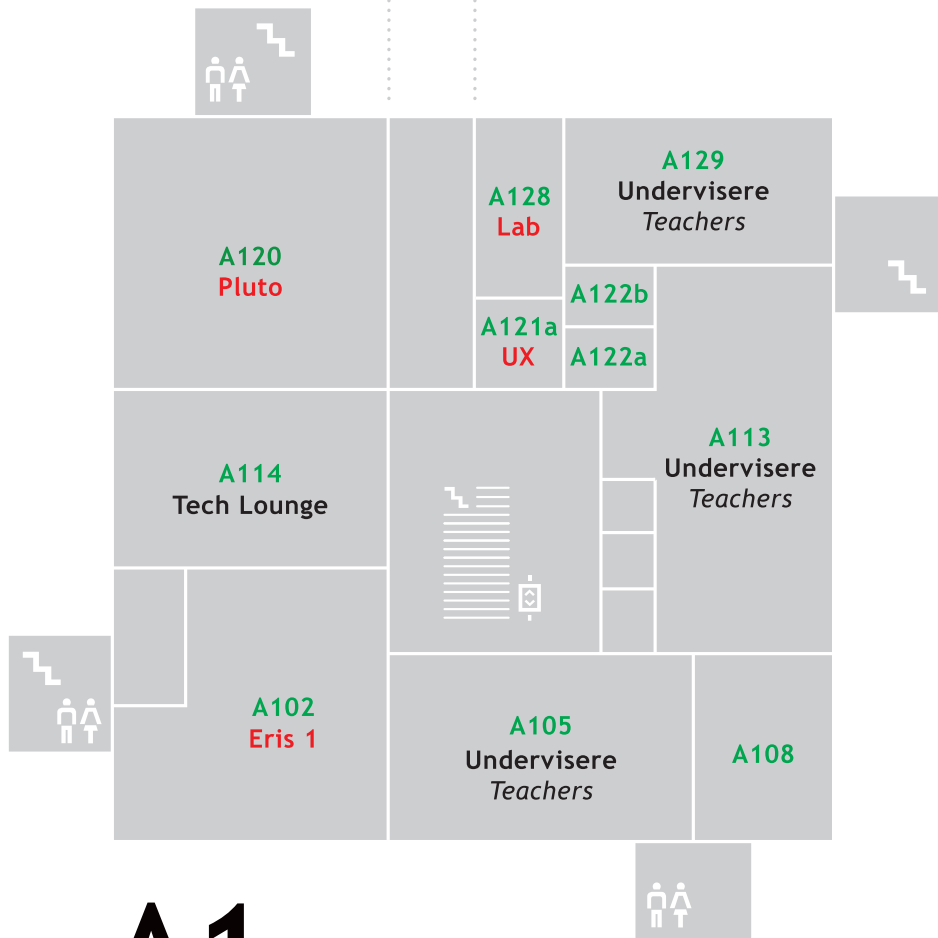 A128
Lab
A129
Undervisere
Teachers
A120
Pluto
A122b
A121a
UX
A122a
A114
Tech Lounge
A113
Undervisere
Teachers
A102
Eris 1
A105
Undervisere
Teachers
A108
A1